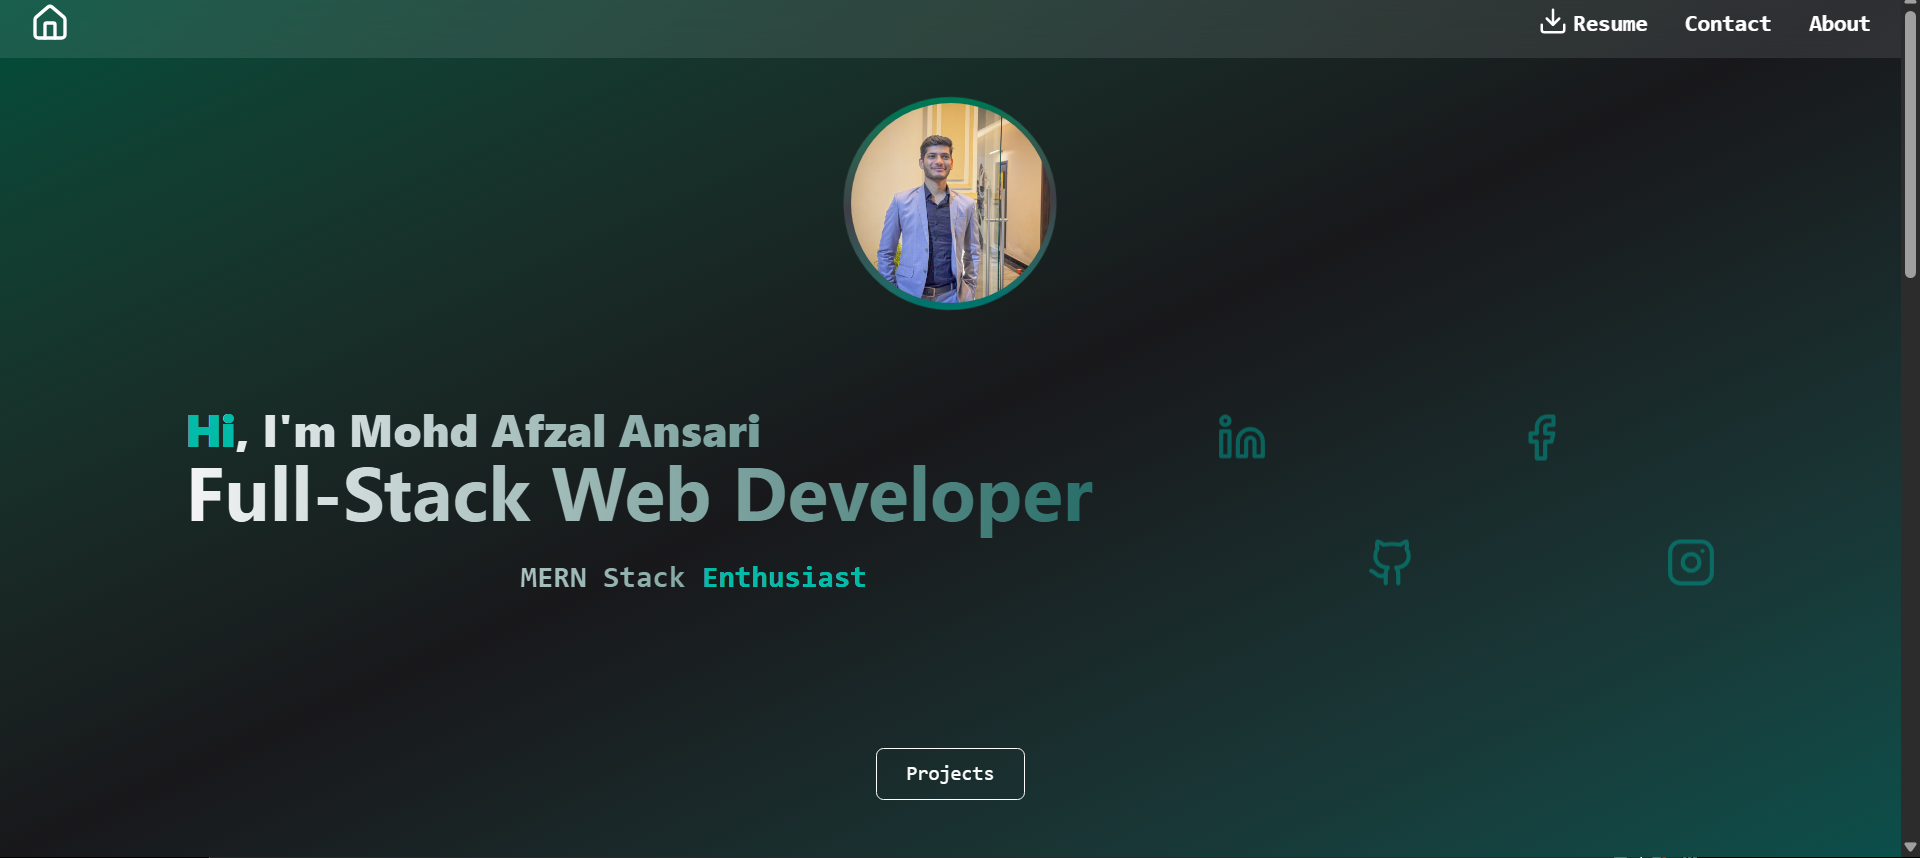 Resume
Contact
About
Hi, I'm Mohd Afzal Ansari
Full-Stack Web Developer
MERN Stack Enthusiast
Projects